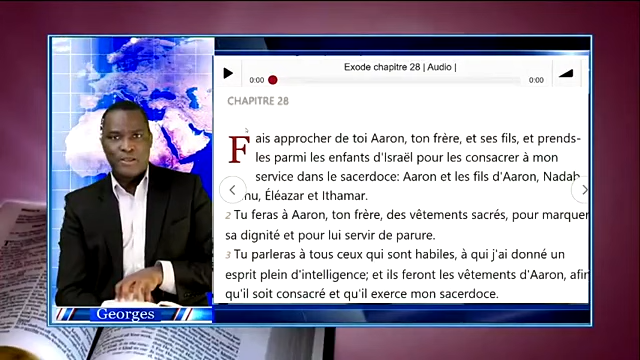 Exode chapitre 28 | Audio |
0:00
0:00
CHAPITRE 28
Fais approcher de toi Aaron, ton frère, et ses fils, et prends-
les parmi les enfants d'Israël pour les consacrer à mon
service dans le sacerdoce: Aaron et les fils d'Aaron, Nadab
Éléazar et Ithamar.
2 Tu feras à Aaron, ton frère, des vêtements sacrés, pour marquer
sa dignité et pour lui servir de parure.
3 Tu parleras à tous ceux qui sont habiles, à qui j'ai donné un
esprit plein d'intelligence; et ils feront les vêtements d'Aaron, afin
qu'il soit consacré et qu'il exerce mon sacerdoce.
Georges